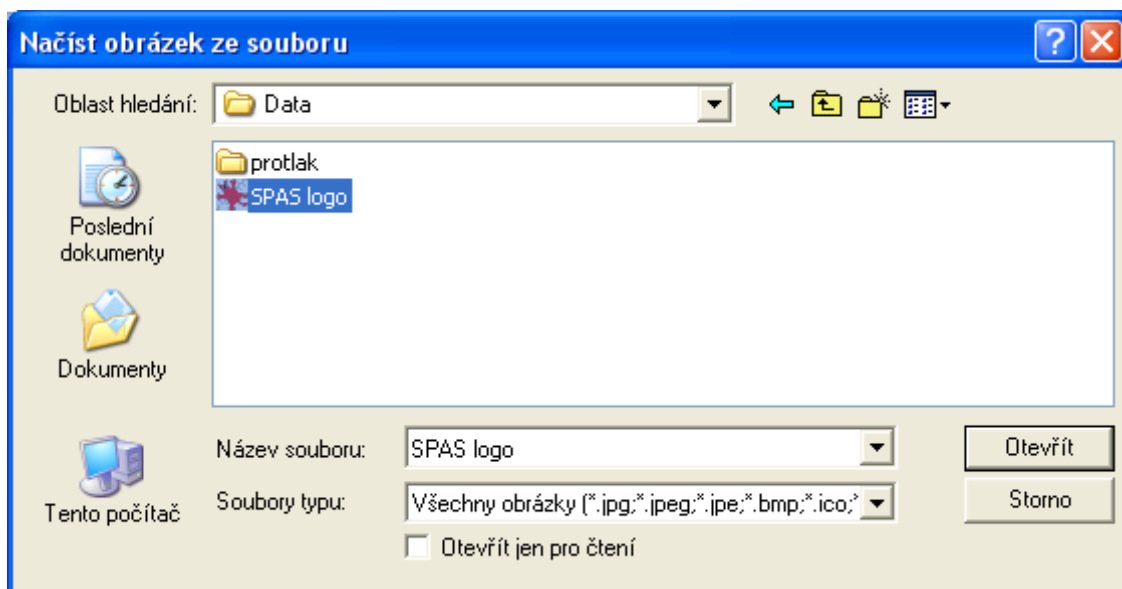 Načíst obrázek ze souboru
Oblast hledání:
Data
protlak
SPAS logo
Poslední
dokumenty
Dokumenty
Tento počítač
Název souboru:
SPAS logo
Otevřít
Soubory typu:
Všechny obrázky (*.jpg;*.jpeg;*.jpe;*.bmp;*.ico;*
Storno
Otevřít jen pro čtení